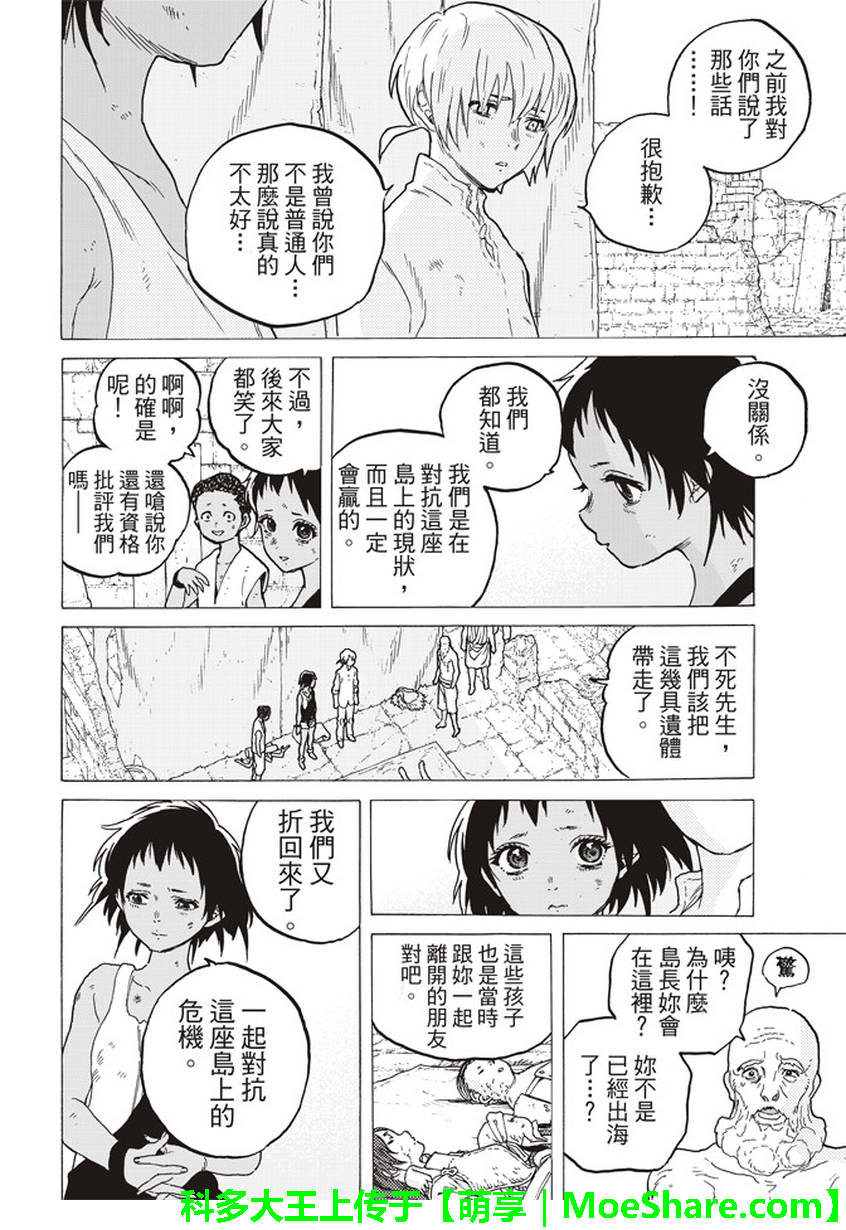 之前我對
你們說了
那些話
……！
很抱歉…
我曾說你們
不是普通人…
那麼說真的
不太好…
沒關係。
我們
都知道。
我們是在
對抗這座
島上的現狀，
而且一定
會贏的。
不過，
後來大家
都笑了。
啊啊，
的確是
呢！
還嗆說你
還有資格
批評我們
嗎——
不死先生，
我們該把
這幾具遺體
帶走了。
驚
咦？
為什麼
島長妳會
在這裡？
妳不是
已經出海
了…？
這些孩子
也是當時
跟妳一起
離開的朋友
對吧。
我們又
折回來了。
一起對抗
這座島上的
危機。
科多大王上传于【萌享｜MoeShare.com】